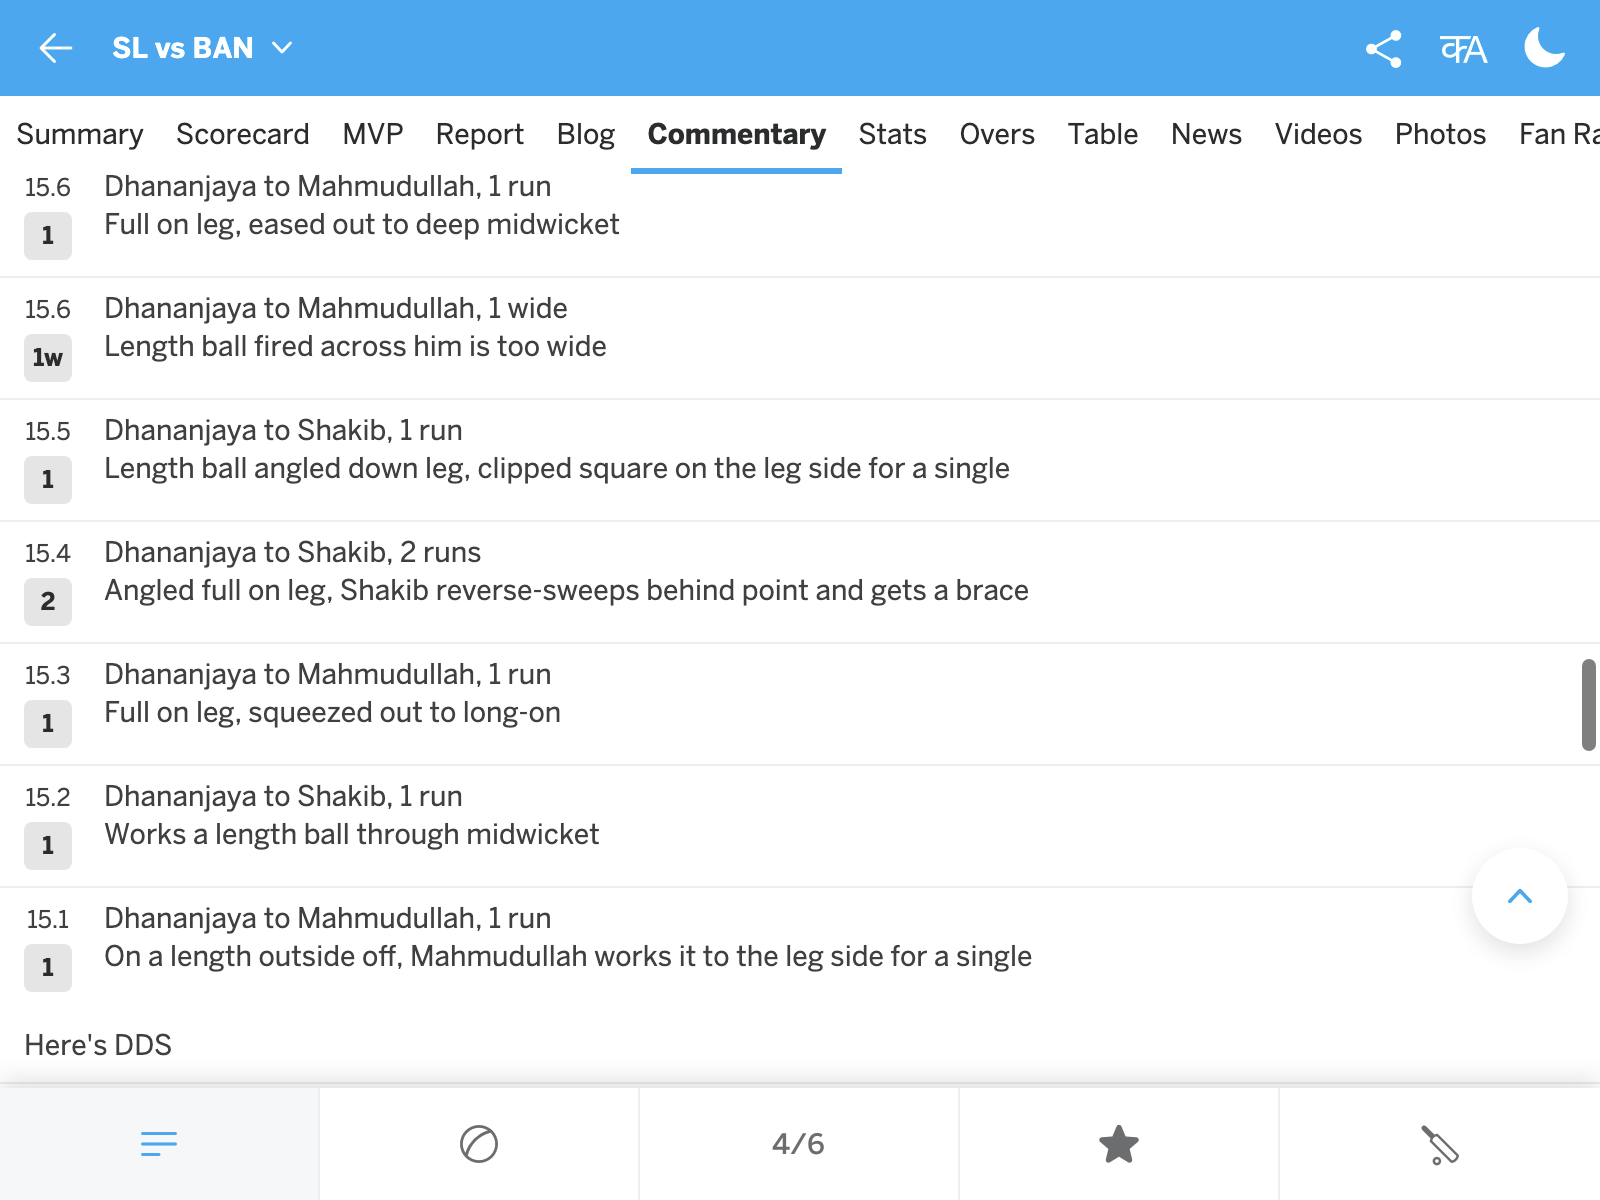 SL vs BAN
कA
Summary Scorecard MVP Report Blog Commentary Stats Overs Table News Videos Photos Fan Ra
15.6 Dhananjaya to Mahmudullah, 1 run
1 Full on leg, eased out to deep midwicket
15.6 Dhananjaya to Mahmudullah, 1 wide
1w Length ball fired across him is too wide
15.5 Dhananjaya to Shakib, 1 run
1 Length ball angled down leg, clipped square on the leg side for a single
15.4 Dhananjaya to Shakib, 2 runs
2 Angled full on leg, Shakib reverse-sweeps behind point and gets a brace
15.3 Dhananjaya to Mahmudullah, 1 run
1 Full on leg, squeezed out to long-on
15.2 Dhananjaya to Shakib, 1 run
1 Works a length ball through midwicket
15.1 Dhananjaya to Mahmudullah, 1 run
1 On a length outside off, Mahmudullah works it to the leg side for a single
Here's DDS
4/6